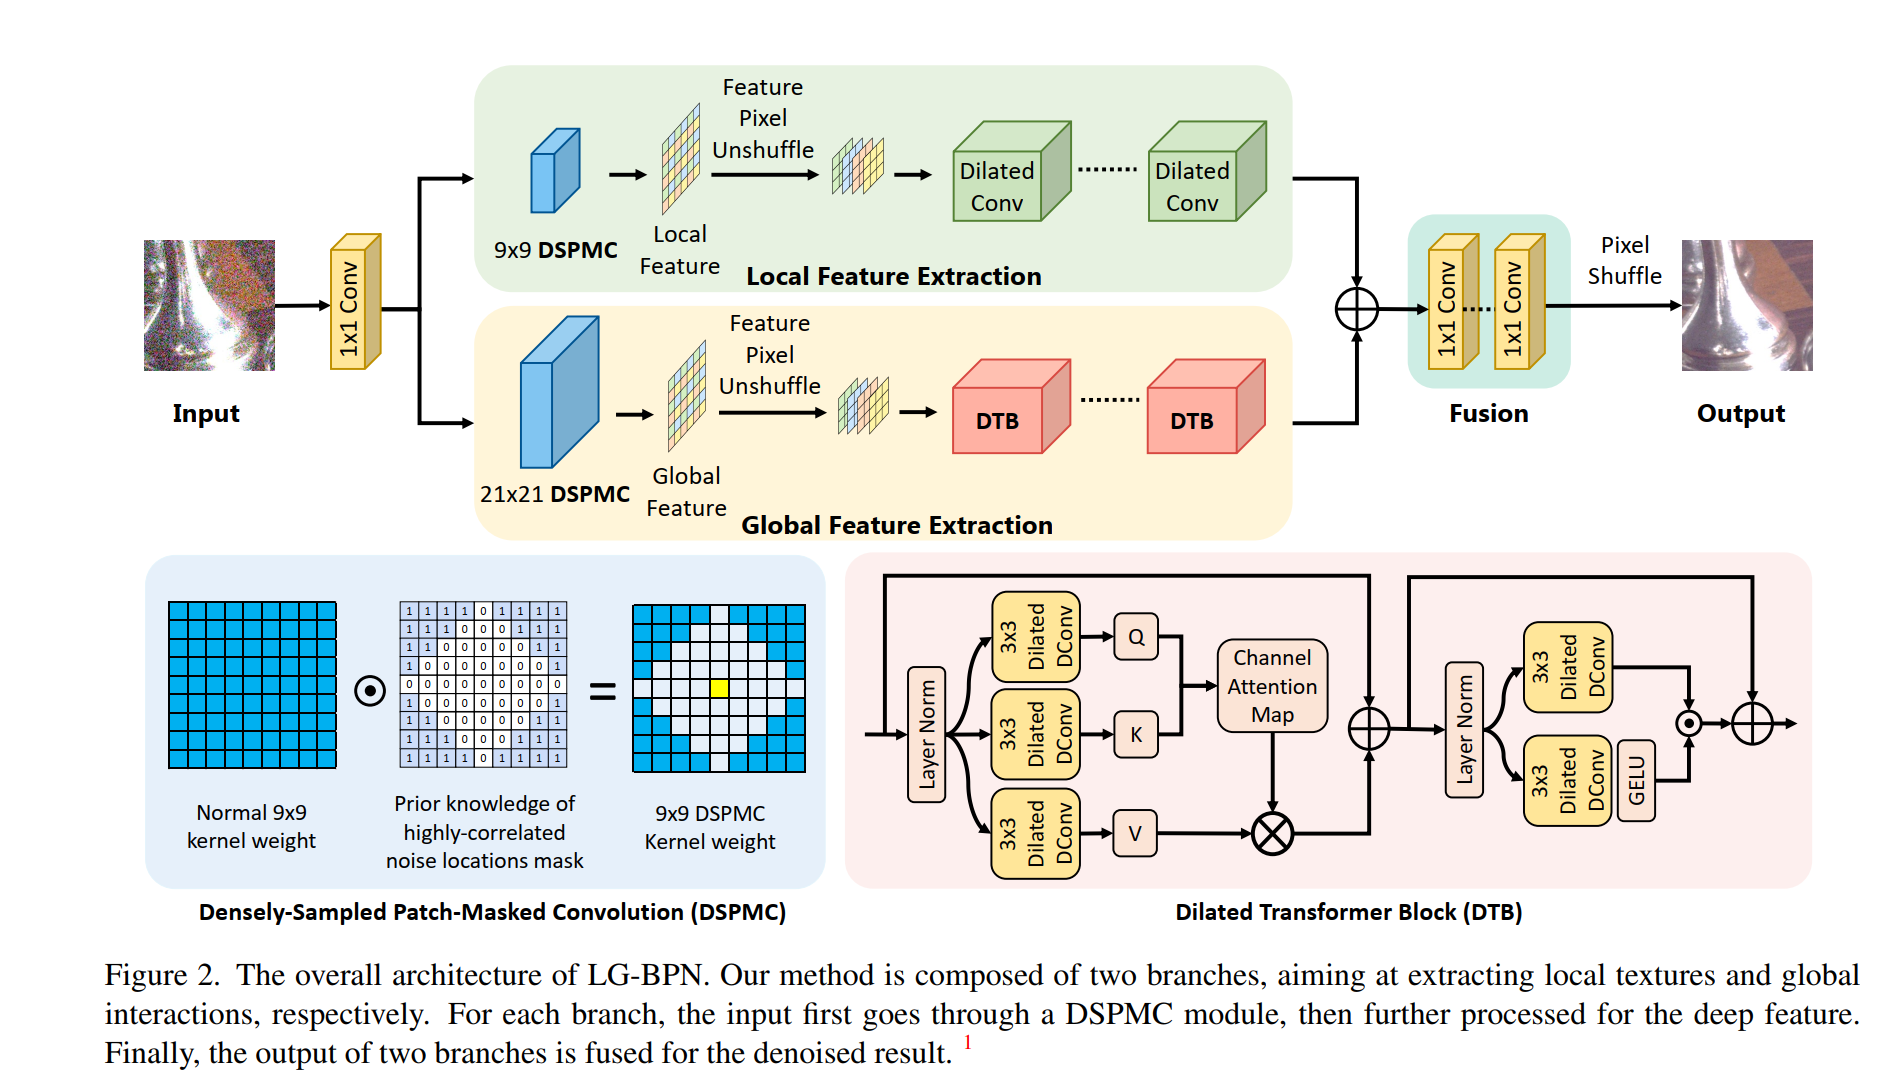 Feature
Pixel
Unshuffle
Dilated
Conv
Dilated
Conv
9x9 DSPMC
Local
Feature
Local Feature Extraction
1x1 Conv
Input
Feature
Pixel
Unshuffle
DTB
DTB
21x21 DSPMC
Global
Feature
Global Feature Extraction
1x1 Conv
1x1 Conv
Fusion
Pixel
Shuffle
Output
1 1 1 1 0 1 1 1 1
1 1 1 0 0 0 1 1 1
1 1 0 0 0 0 0 1 1
1 0 0 0 0 0 0 0 1
0 0 0 0 0 0 0 0 0
1 0 0 0 0 0 0 0 1
1 1 0 0 0 0 0 1 1
1 1 1 0 0 0 1 1 1
1 1 1 1 0 1 1 1 1
=
Normal 9x9
kernel weight
Prior knowledge of
highly-correlated
noise locations mask
9x9 DSPMC
Kernel weight
Densely-Sampled Patch-Masked Convolution (DSPMC)
Layer Norm
3x3
Dilated
DConv
Q
3x3
Dilated
DConv
K
3x3
Dilated
DConv
V
Channel
Attention
Map
Layer Norm
3x3
Dilated
DConv
3x3
Dilated
DConv
GELU
Dilated Transformer Block (DTB)
Figure 2. The overall architecture of LG-BPN. Our method is composed of two branches, aiming at extracting local textures and global
interactions, respectively. For each branch, the input first goes through a DSPMC module, then further processed for the deep feature.
Finally, the output of two branches is fused for the denoised result. 1